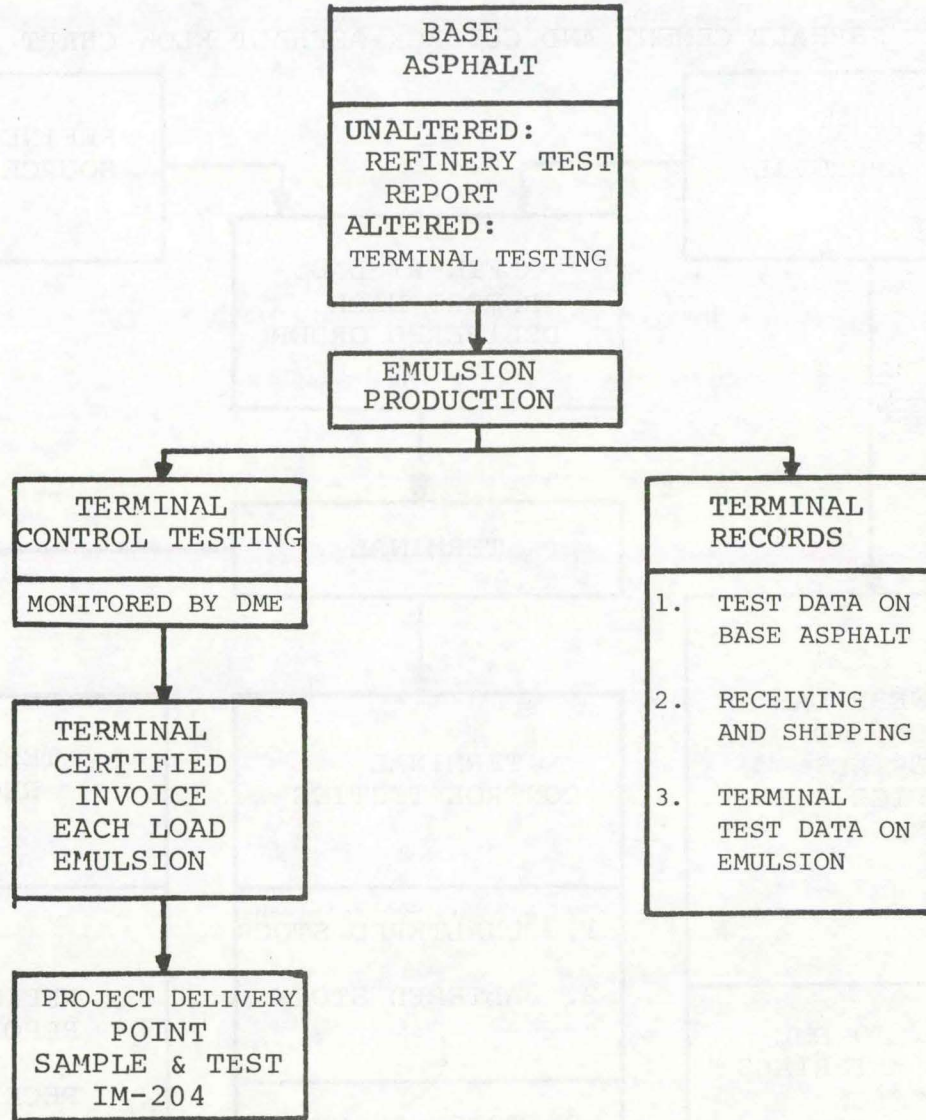 BASE
ASPHALT
UNALTERED:
REFINERY TEST
REPORT
ALTERED:
TERMINAL TESTING
EMULSION
PRODUCTION
TERMINAL
CONTROL TESTING
MONITORED BY DME
TERMINAL
CERTIFIED
INVOICE
EACH LOAD
EMULSION
PROJECT DELIVERY
POINT
SAMPLE & TEST
IM-204
TERMINAL
RECORDS
1. TEST DATA ON
BASE ASPHALT
2. RECEIVING
AND SHIPPING
3. TERMINAL
TEST DATA ON
EMULSION